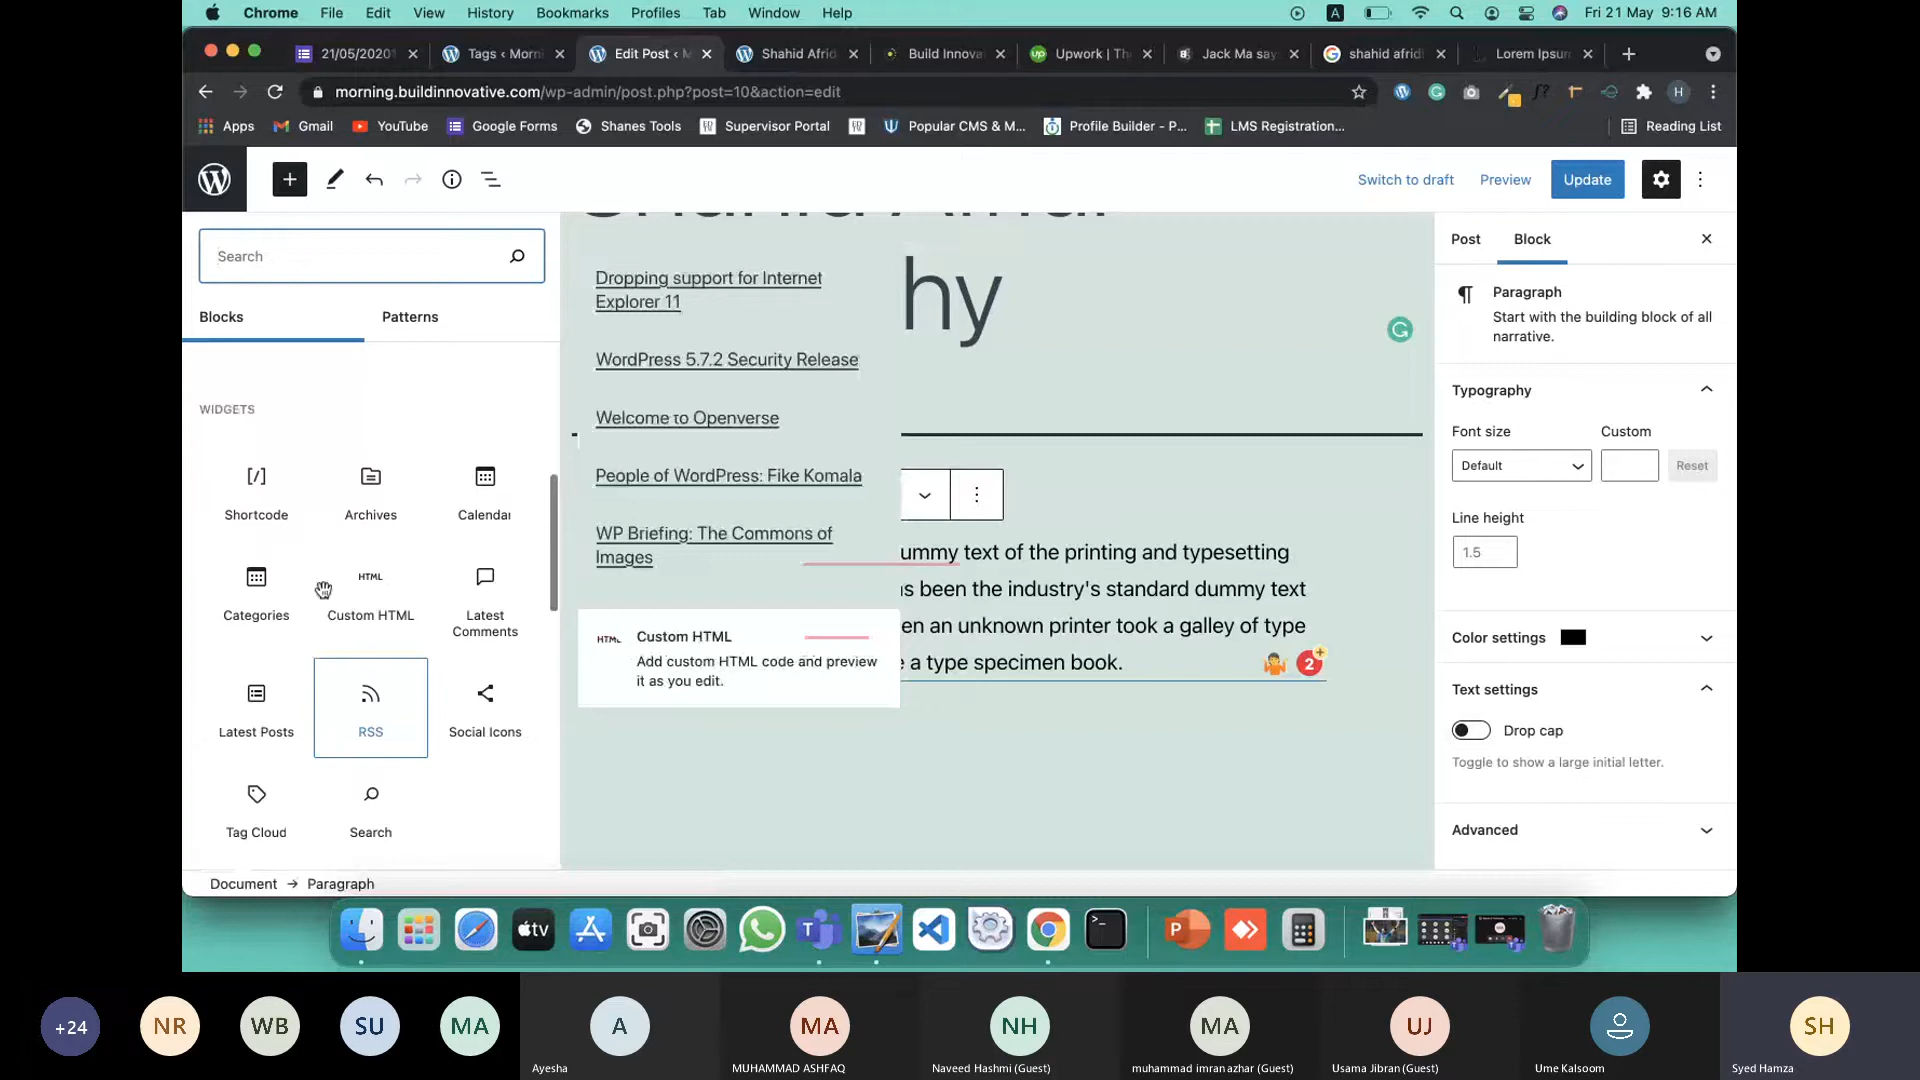 Chrome File Edit View History Bookmarks Profiles Tab Window Help A Fri 21 May 9:16 AM
21/05/2020 Tags ‹ Morni Edit Post ‹ M Shahid Afrid Build Innova Upwork | Th Jack Ma say shahid afridi Lorem Ipsum
morning.buildinnovative.com/wp-admin/post.php?post=10&action=edit H
Apps Gmail YouTube Google Forms Shanes Tools Supervisor Portal Popular CMS & M... Profile Builder - P... LMS Registration... Reading List
Switch to draft Preview Update
Search
Blocks Patterns
WIDGETS
Shortcode Archives Calendar
HTML
Categories Custom HTML Latest
Comments
Latest Posts RSS Social Icons
Tag Cloud Search
hy
Dropping support for Internet
Explorer 11
WordPress 5.7.2 Security Release
Welcome to Openverse
People of WordPress: Fike Komala
WP Briefing: The Commons of
Images
HTML Custom HTML
Add custom HTML code and preview
it as you edit.
ummy text of the printing and typesetting
s been the industry's standard dummy text
en an unknown printer took a galley of type
e a type specimen book.
2
Post Block
Paragraph
Start with the building block of all
narrative.
Typography
Font size Custom
Default Reset
Line height
1.5
Color settings
Text settings
Drop cap
Toggle to show a large initial letter.
Advanced
Document → Paragraph
tv
+24 NR WB SU MA A MA NH MA UJ SH
Ayesha MUHAMMAD ASHFAQ Naveed Hashmi (Guest) muhammad imran azhar (Guest) Usama Jibran (Guest) Ume Kalsoom Syed Hamza